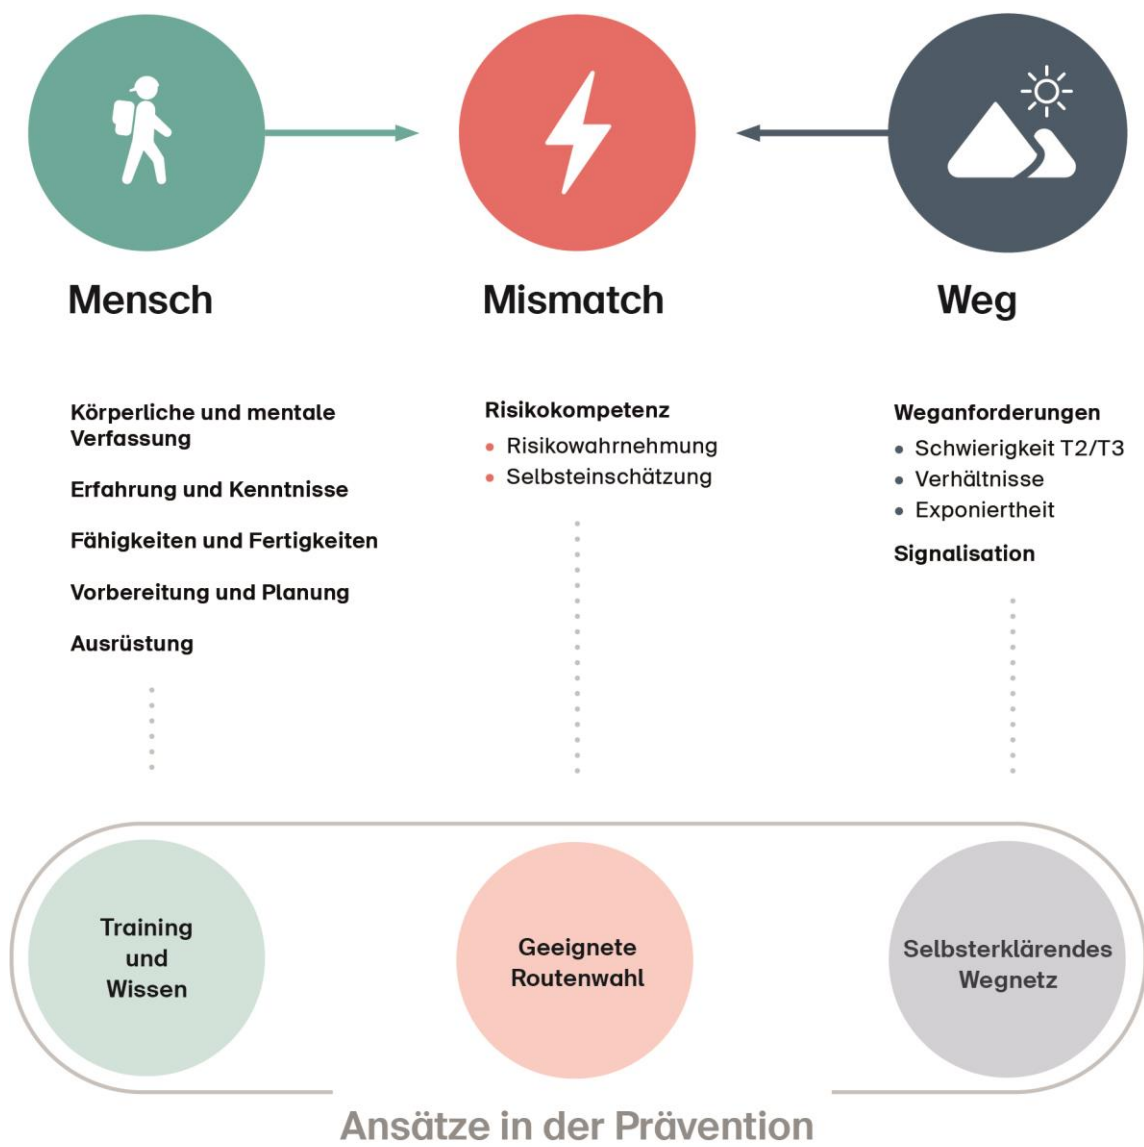 Mensch
Körperliche und mentale
Verfassung
Erfahrung und Kenntnisse
Fähigkeiten und Fertigkeiten
Vorbereitung und Planung
Ausrüstung
Mismatch
Risikokompetenz
• Risikowahrnehmung
• Selbsteinschätzung
Weg
Weganforderungen
• Schwierigkeit T2/T3
• Verhältnisse
• Exponiertheit
Signalisation
Training
und
Wissen
Geeignete
Routenwahl
Selbsterklärendes
Wegnetz
Ansätze in der Prävention